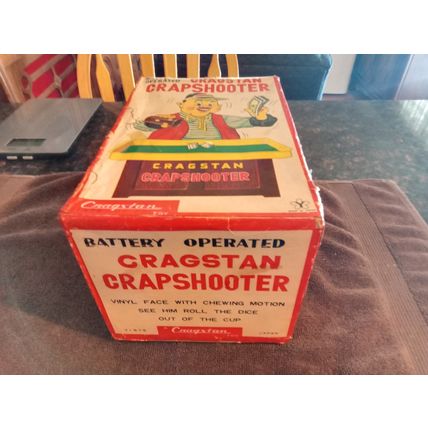 CRAGSTAN
CRAPSHOOTER
CRAGSTAN
CRAPSHOOTER
Cragstan
BATTERY OPERATED
CRAGSTAN
CRAPSHOOTER
VINYL FACE WITH CHEWING MOTION
SEE HIM ROLL THE DICE
OUT OF THE CUP
Cragstan
JAPAN